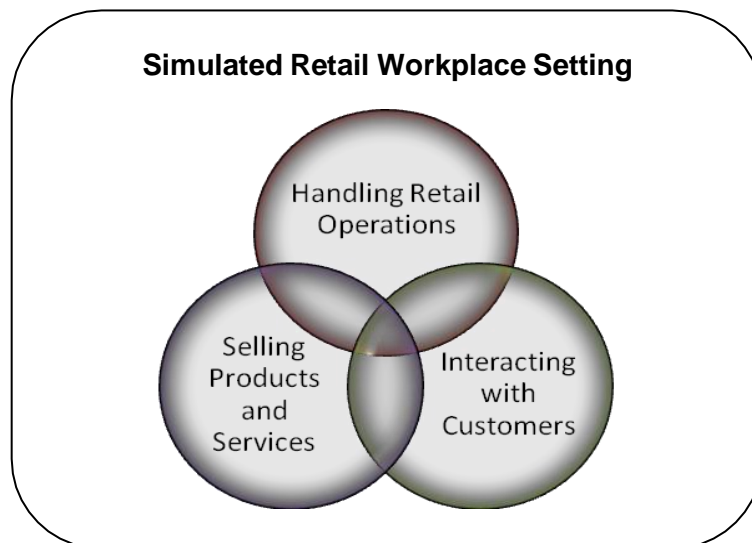 Simulated Retail Workplace Setting
Handling Retail
Operations
Selling
Products
and
Services
Interacting
with
Customers